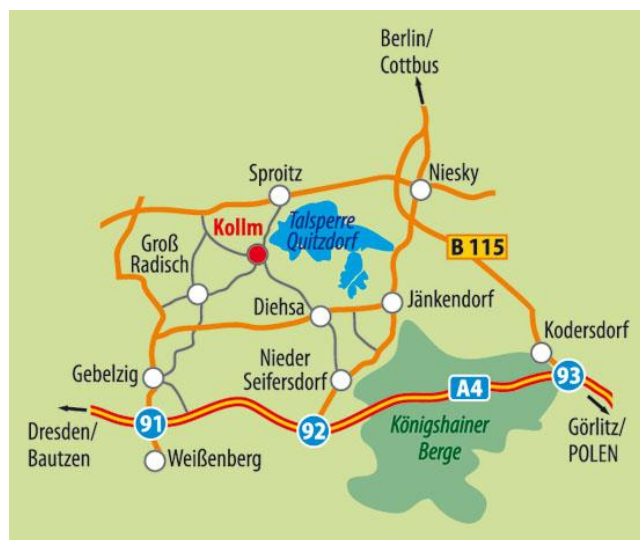 Berlin/
Cottbus
Sproitz
Niesky
Kollm
Talsperre
Quitzdorf
Groß
Radisch
B 115
Diehsa
Jänkendorf
Kodersdorf
Gebelzig
Nieder
Seifersdorf
93
A4
91
92
Dresden/
Bautzen
Königshainer
Berge
Görlitz/
POLEN
Weißenberg